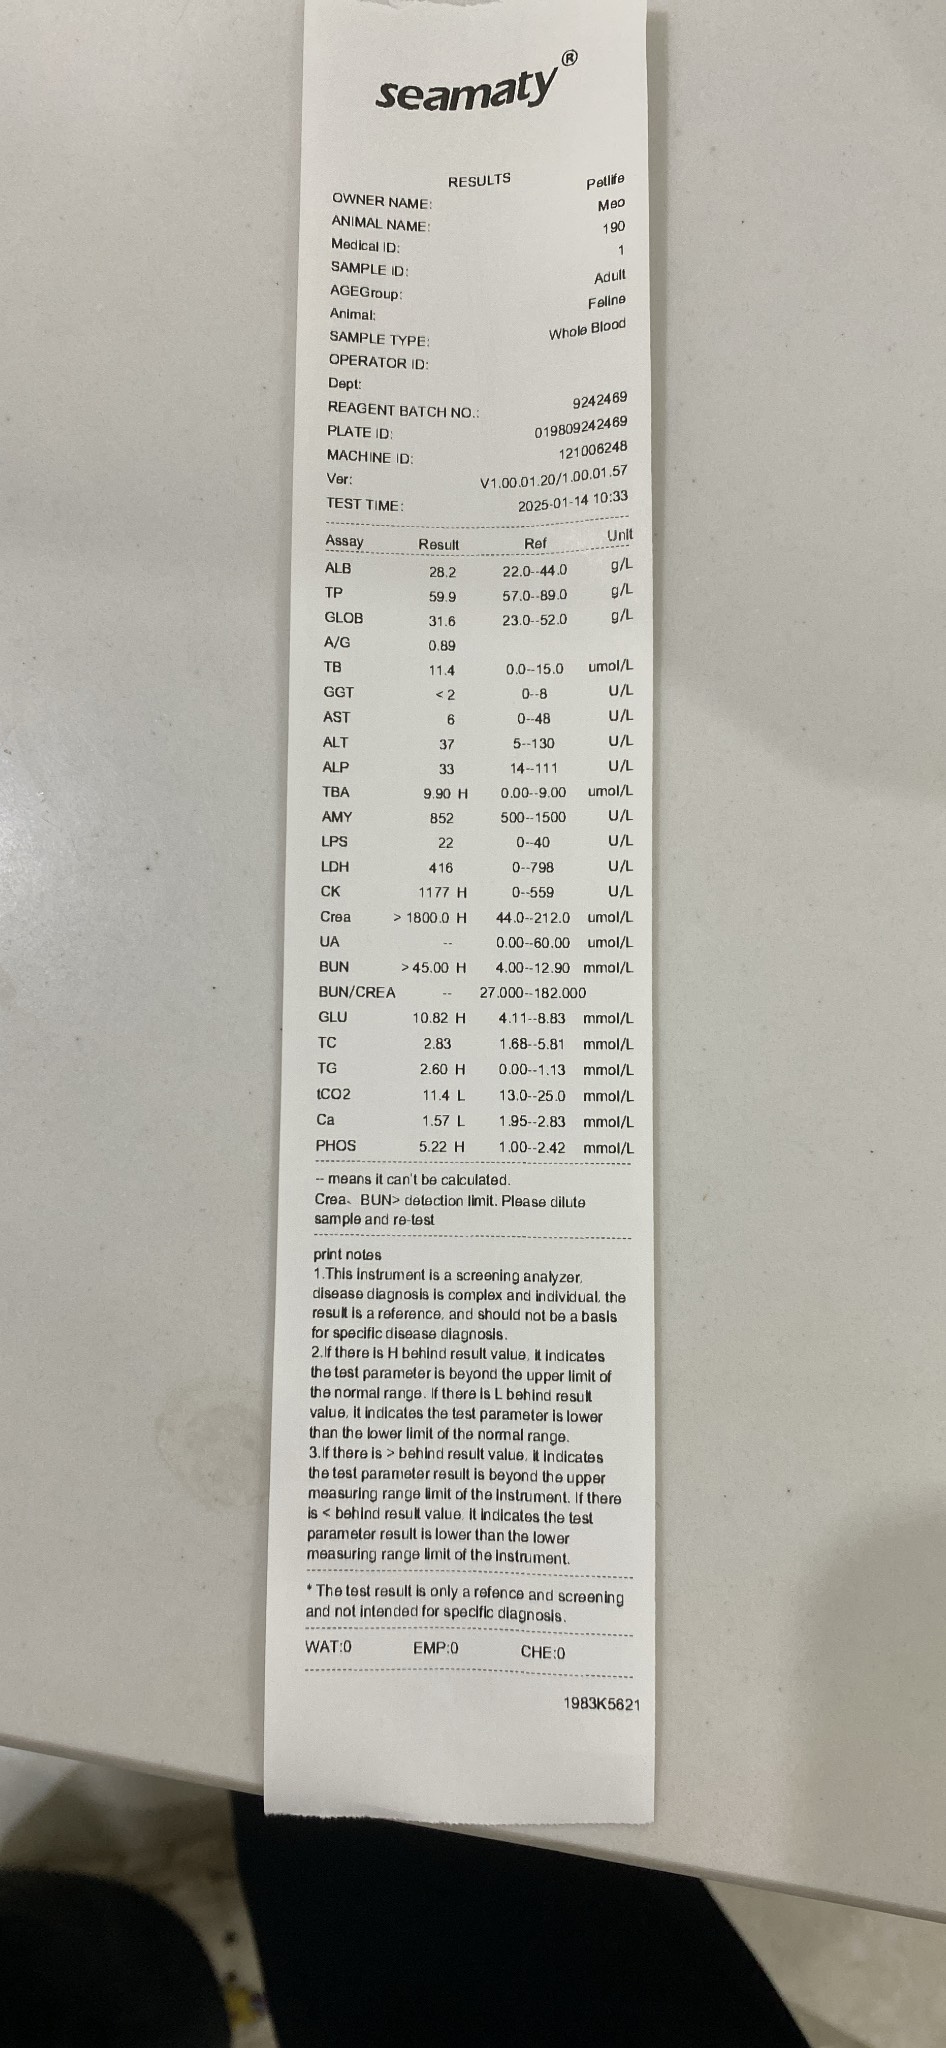 seamaty®
RESULTS
OWNER NAME: Petlife
ANIMAL NAME: Meo
Medical ID: 190
SAMPLE ID: 1
AGEGroup: Adult
Animal: Feline
SAMPLE TYPE: Whole Blood
OPERATOR ID:
Dept:
REAGENT BATCH NO.: 9242469
PLATE ID: 019809242469
MACHINE ID: 121006248
Ver: V1.00.01.20/1.00.01.57
TEST TIME: 2025-01-14 10:33
Assay Result Ref Unit
ALB 28.2 22.0--44.0 g/L
TP 59.9 57.0--89.0 g/L
GLOB 31.6 23.0--52.0 g/L
A/G 0.89
TB 11.4 0.0--15.0 umol/L
GGT <2 0--8 U/L
AST 6 0--48 U/L
ALT 37 5--130 U/L
ALP 33 14--111 U/L
TBA 9.90 H 0.00--9.00 umol/L
AMY 852 500--1500 U/L
LPS 22 0--40 U/L
LDH 416 0--798 U/L
CK 1177 H 0--559 U/L
Crea > 1800.0 H 44.0--212.0 umol/L
UA -- 0.00--60.00 umol/L
BUN >45.00 H 4.00--12.90 mmol/L
BUN/CREA -- 27.000--182.000
GLU 10.82 H 4.11--8.83 mmol/L
TC 2.83 1.68--5.81 mmol/L
TG 2.60 H 0.00--1.13 mmol/L
tCO2 11.4 L 13.0--25.0 mmol/L
Ca 1.57 L 1.95--2.83 mmol/L
PHOS 5.22 H 1.00--2.42 mmol/L
-- means it can't be calculated.
Crea、BUN> detection limit. Please dilute
sample and re-test
print notes
1.This instrument is a screening analyzer,
disease diagnosis is complex and individual, the
result is a reference, and should not be a basis
for specific disease diagnosis.
2.If there is H behind result value, it indicates
the test parameter is beyond the upper limit of
the normal range. If there is L behind result
value, it indicates the test parameter is lower
than the lower limit of the normal range.
3.If there is > behind result value, it indicates
the test parameter result is beyond the upper
measuring range limit of the instrument. If there
is < behind result value, it indicates the test
parameter result is lower than the lower
measuring range limit of the instrument.
* The test result is only a refence and screening
and not intended for specific diagnosis.
WAT:0 EMP:0 CHE:0
1983K5621